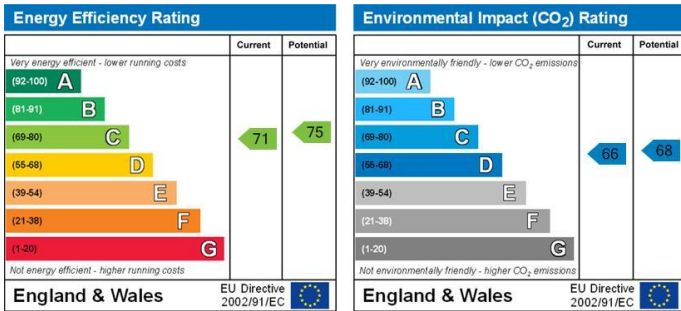 Energy Efficiency Rating
Current Potential
Very energy efficient - lower running costs
(92-100) A
(81-91) B
(69-80) C
(55-68) D
(39-54) E
(21-38) F
(1-20) G
71
75
Not energy efficient - higher running costs
England & Wales
EU Directive
2002/91/EC
Environmental Impact (CO₂) Rating
Current Potential
Very environmentally friendly - lower CO₂ emissions
(92-100) A
(81-91) B
(69-80) C
(55-68) D
(39-54) E
(21-38) F
(1-20) G
66
68
Not environmentally friendly - higher CO₂ emissions
England & Wales
EU Directive
2002/91/EC